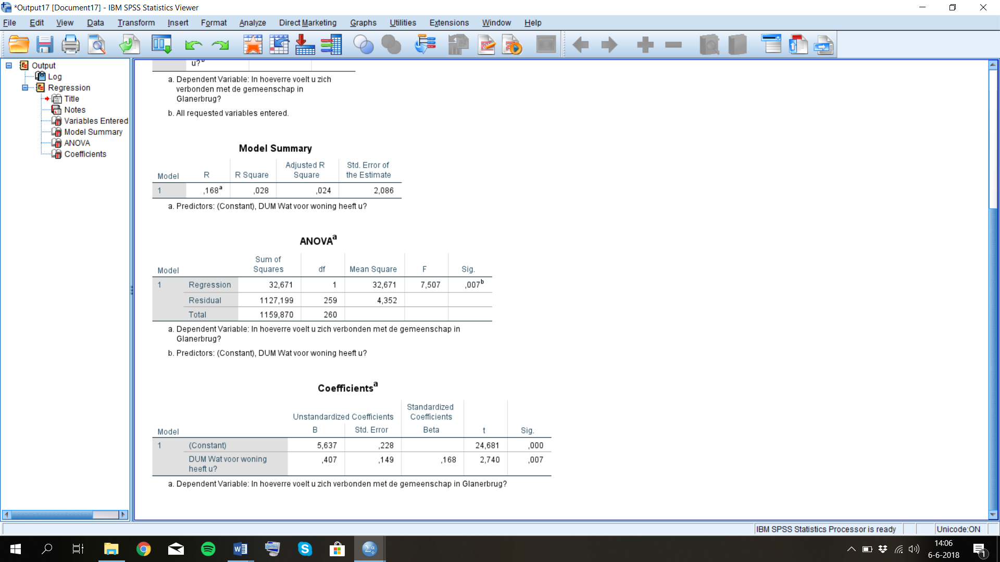 *Output17 [Document17] - IBM SPSS Statistics Viewer
File Edit View Data Transform Insert Format Analyze Direct Marketing Graphs Utilities Extensions Window Help
Output
Log
Regression
Title
Notes
Variables Entered
Model Summary
ANOVA
Coefficients
u?b
a. Dependent Variable: In hoeverre voelt u zich
verbonden met de gemeenschap in
Glanerbrug?
b. All requested variables entered.
Model Summary
Model R R Square Adjusted R Square Std. Error of the Estimate
1 ,168a ,028 ,024 2,086
a. Predictors: (Constant), DUM Wat voor woning heeft u?
ANOVAa
Model Sum of Squares df Mean Square F Sig.
1 Regression 32,671 1 32,671 7,507 ,007b
Residual 1127,199 259 4,352
Total 1159,870 260
a. Dependent Variable: In hoeverre voelt u zich verbonden met de gemeenschap in
Glanerbrug?
b. Predictors: (Constant), DUM Wat voor woning heeft u?
Coefficientsa
Unstandardized Coefficients Standardized Coefficients
Model B Std. Error Beta t Sig.
1 (Constant) 5,637 ,228 24,681 ,000
DUM Wat voor woning heeft u? ,407 ,149 ,168 2,740 ,007
a. Dependent Variable: In hoeverre voelt u zich verbonden met de gemeenschap in Glanerbrug?
IBM SPSS Statistics Processor is ready Unicode:ON
14:06
6-6-2018
1